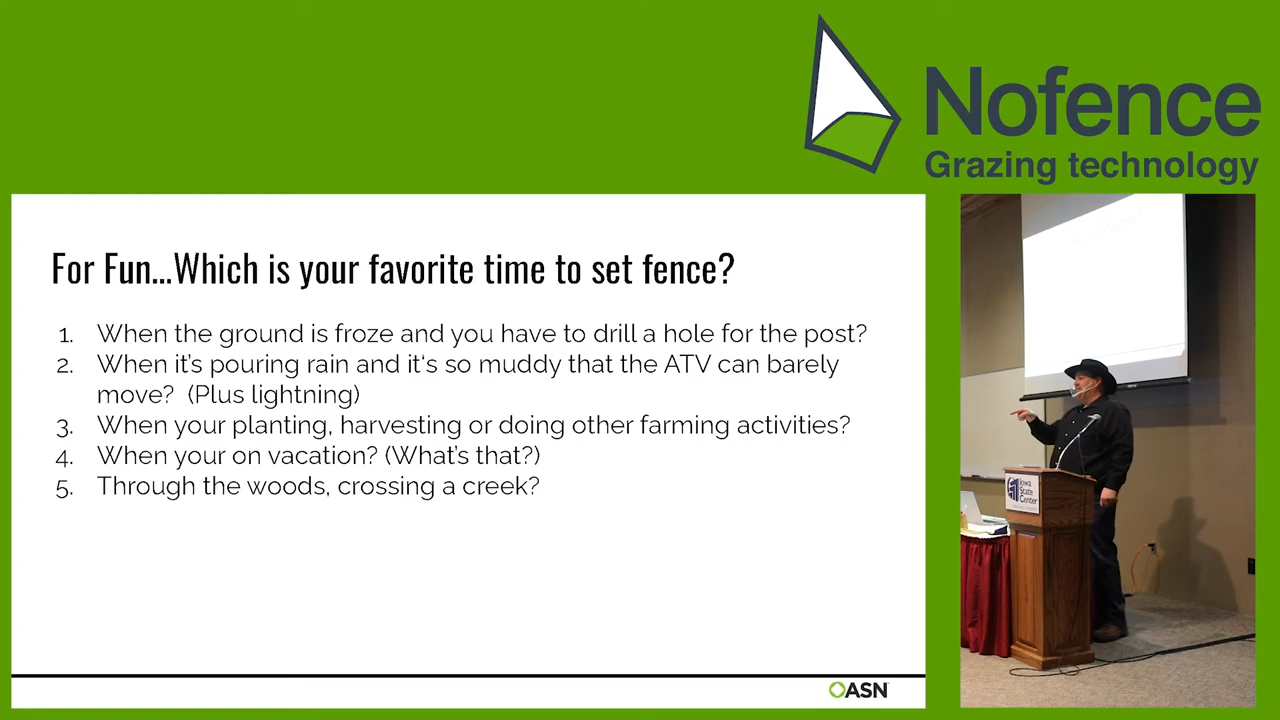 Nofence
Grazing technology
For Fun...Which is your favorite time to set fence?
1. When the ground is froze and you have to drill a hole for the post?
2. When it's pouring rain and it's so muddy that the ATV can barely
move? (Plus lightning)
3. When your planting, harvesting or doing other farming activities?
4. When your on vacation? (What's that?)
5. Through the woods, crossing a creek?
ASN
Iowa
State
Center